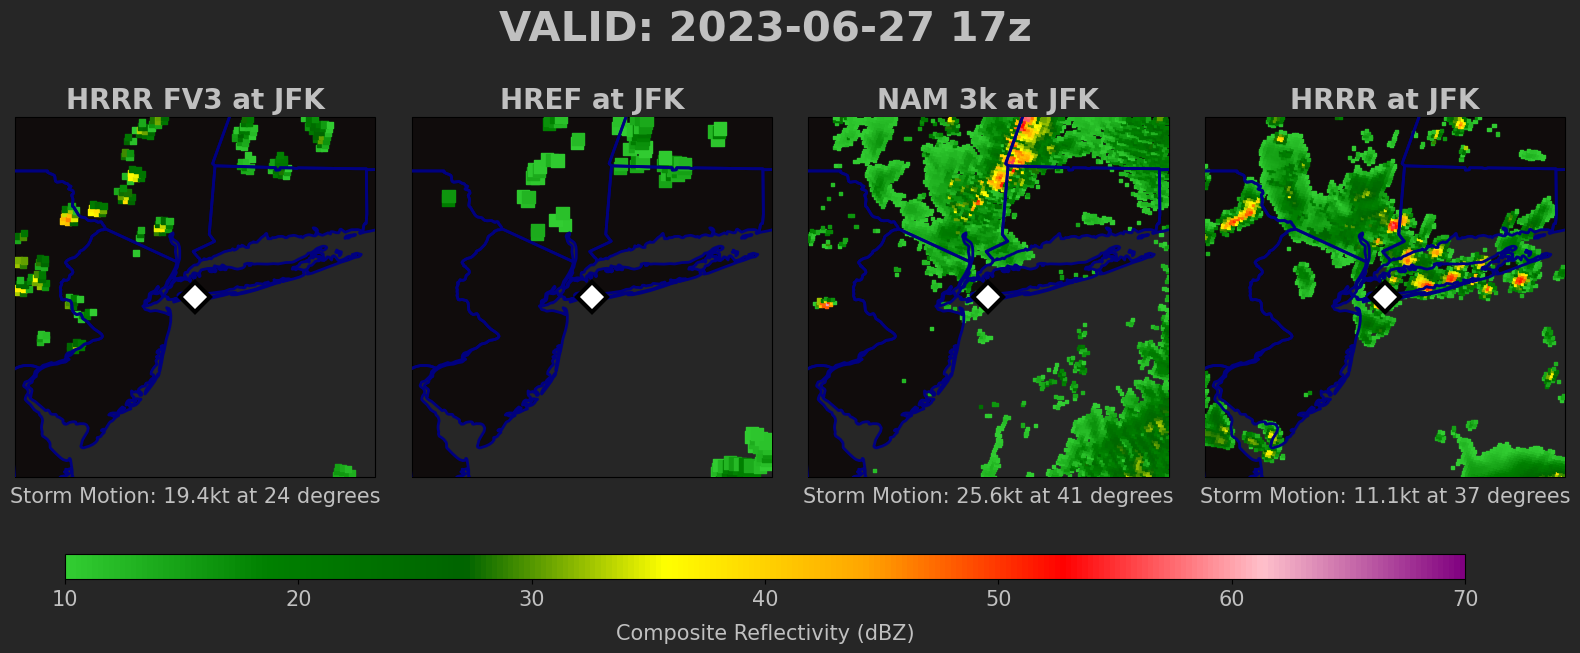 VALID: 2023-06-27 17z
HRRR FV3 at JFK
HREF at JFK
NAM 3k at JFK
HRRR at JFK
Storm Motion: 19.4kt at 24 degrees
Storm Motion: 25.6kt at 41 degrees
Storm Motion: 11.1kt at 37 degrees
10 20 30 40 50 60 70
Composite Reflectivity (dBZ)